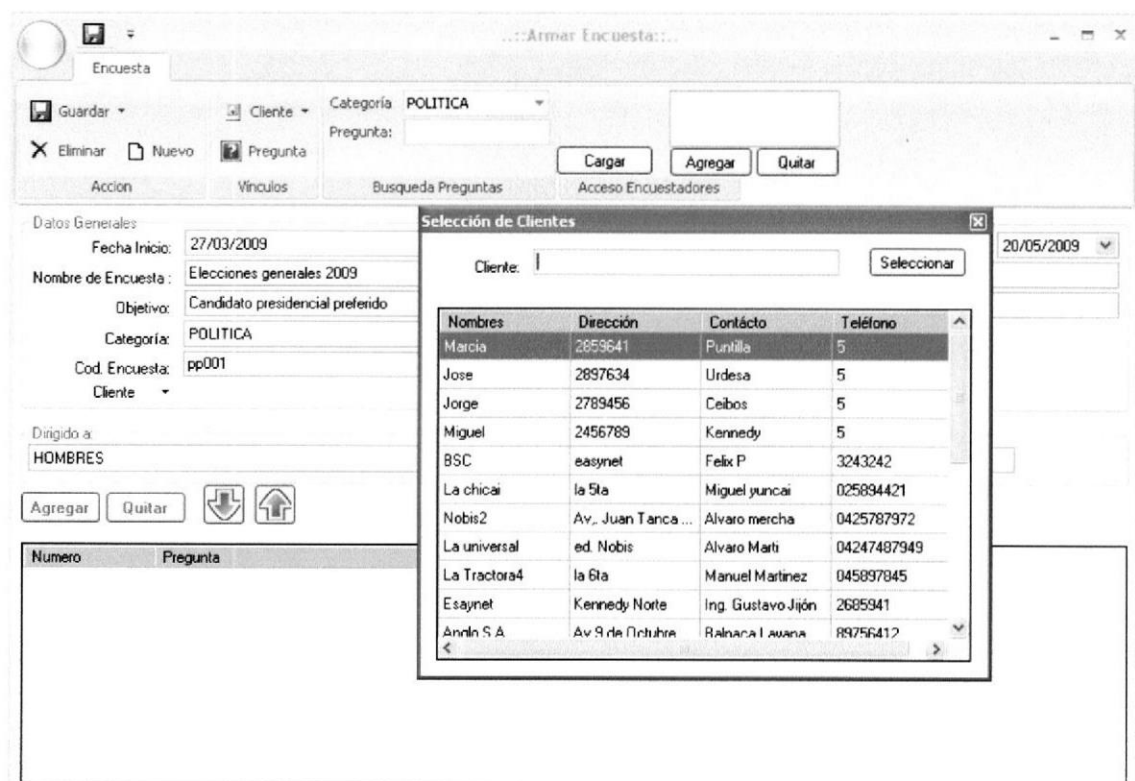 ..::Armar Encuesta::..
Encuesta
Guardar
Cliente
Categoría POLITICA
Pregunta:
Eliminar Nuevo Pregunta
Cargar Agregar Quitar
Accion Vinculos Busqueda Preguntas Acceso Encuestadores
Datos Generales
Fecha Inicio: 27/03/2009
20/05/2009
Nombre de Encuesta : Elecciones generales 2009
Objetivo: Candidato presidencial preferido
Categoría: POLITICA
Cod. Encuesta: pp001
Cliente
Dirigido a:
HOMBRES
Agregar Quitar
Numero Pregunta
Selección de Clientes
Cliente: Seleccionar
Nombres Dirección Contácto Teléfono
Marcia 2859641 Puntilla 5
Jose 2897634 Urdesa 5
Jorge 2789456 Ceibos 5
Miguel 2456789 Kennedy 5
BSC easynet Felix P 3243242
La chicai la 5ta Miguel yuncai 025894421
Nobis2 Av,. Juan Tanca ... Alvaro mercha 0425787972
La universal ed. Nobis Alvaro Marti 04247487949
La Tractora4 la 6ta Manuel Martinez 045897845
Esaynet Kennedy Norte Ing. Gustavo Jijón 2685941
Anglo S.A. Av 9 de Octubre 89756412